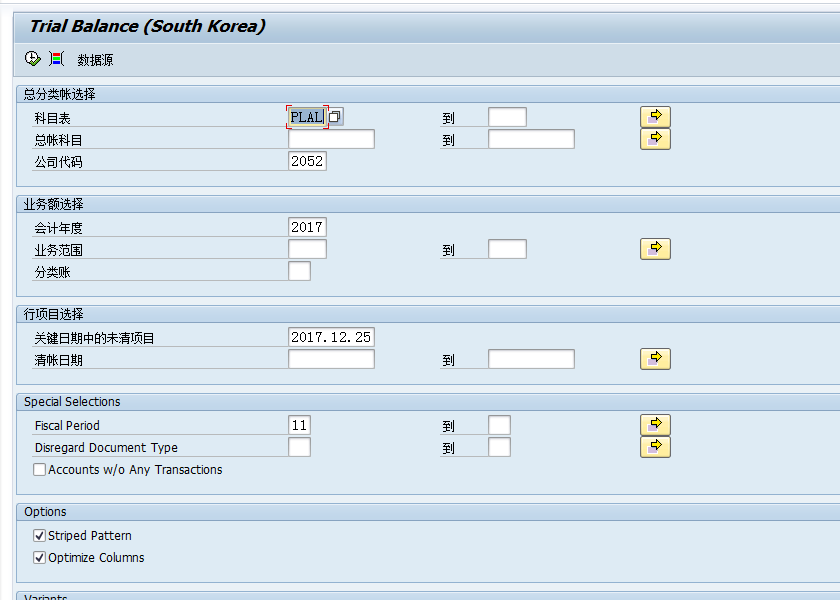 Trial Balance (South Korea)
数据源
总分类帐选择
科目表 PLAL 到
总帐科目 到
公司代码 2052
业务额选择
会计年度 2017
业务范围 到
分类账
行项目选择
关键日期中的未清项目 2017.12.25
清帐日期 到
Special Selections
Fiscal Period 11 到
Disregard Document Type 到
Accounts w/o Any Transactions
Options
Striped Pattern
Optimize Columns
Variants